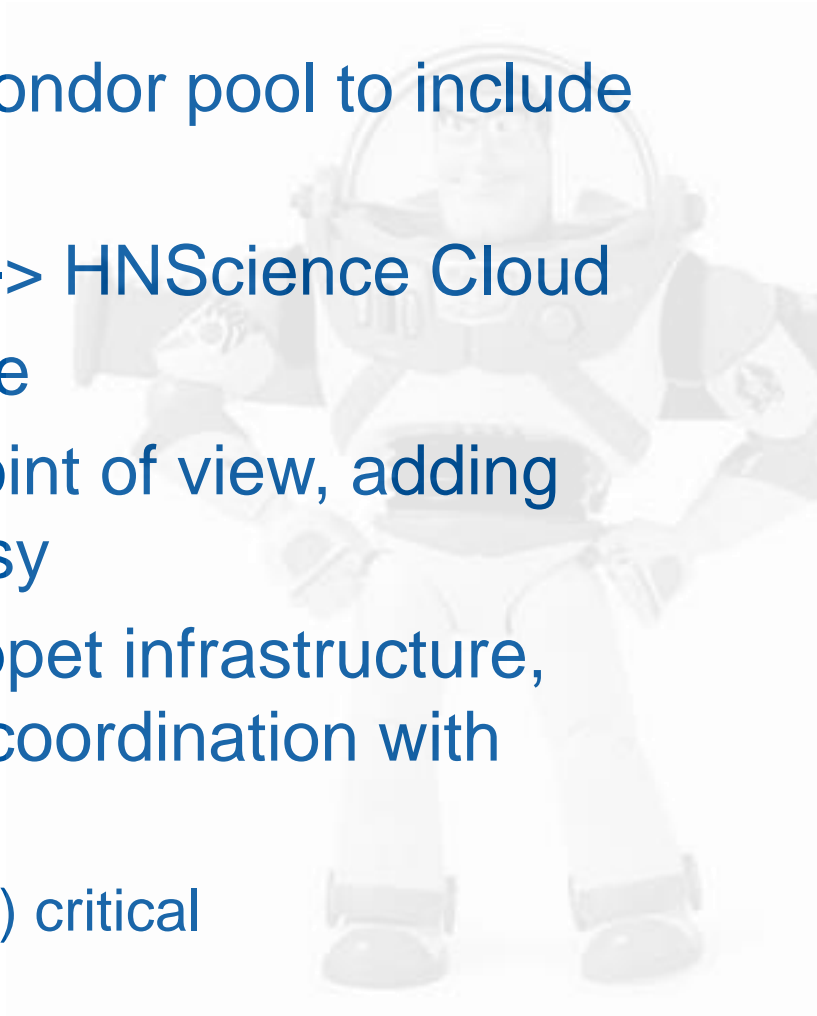 ondor pool to include
-> HNScience Cloud
e
oint of view, adding
sy
ppet infrastructure,
coordination with
) critical